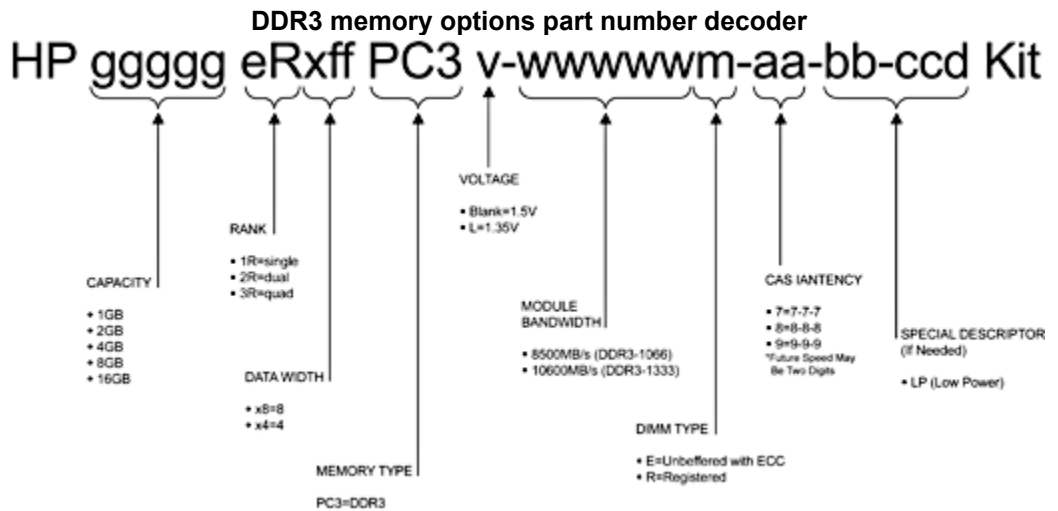 DDR3 memory options part number decoder
HP ggggg eRxff PC3 v-wwwwwm-aa-bb-ccd Kit
VOLTAGE
• Blank=1.5V
• L=1.35V
RANK
• 1R=single
• 2R=dual
• 3R=quad
CAPACITY
• 1GB
• 2GB
• 4GB
• 8GB
• 16GB
CAS lANTENCY
• 7=7-7-7
• 8=8-8-8
• 9=9-9-9
*Future Speed May
Be Two Digits
MODULE
BANDWIDTH
• 8500MB/s (DDR3-1066)
• 10600MB/s (DDR3-1333)
SPECIAL DESCRIPTOR
(If Needed)
• LP (Low Power)
DATA WIDTH
• x8=8
• x4=4
DIMM TYPE
• E=Unbeffered with ECC
• R=Registered
MEMORY TYPE
PC3=DDR3